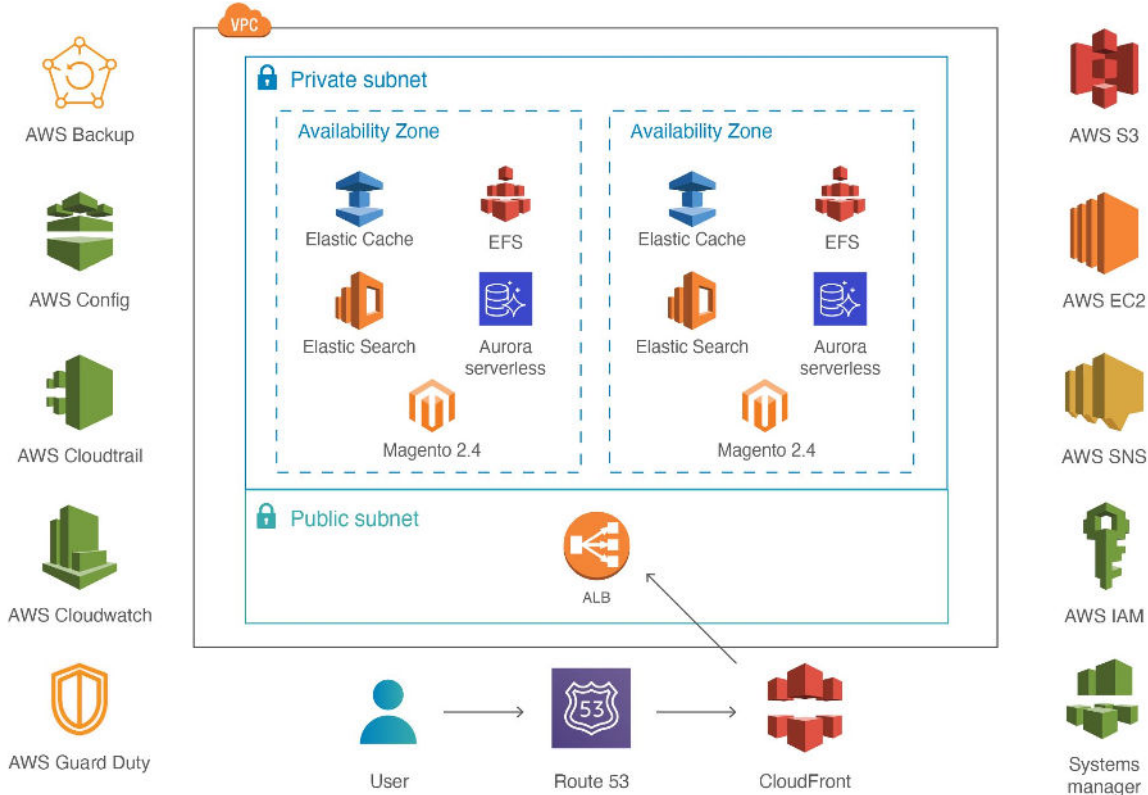 VPC
AWS Backup
AWS Config
AWS Cloudtrail
AWS Cloudwatch
AWS Guard Duty
Private subnet
Availability Zone
Elastic Cache
EFS
Elastic Search
Aurora
serverless
Magento 2.4
Availability Zone
Elastic Cache
EFS
Elastic Search
Aurora
serverless
Magento 2.4
Public subnet
ALB
User
53
Route 53
CloudFront
AWS S3
AWS EC2
AWS SNS
AWS IAM
Systems
manager